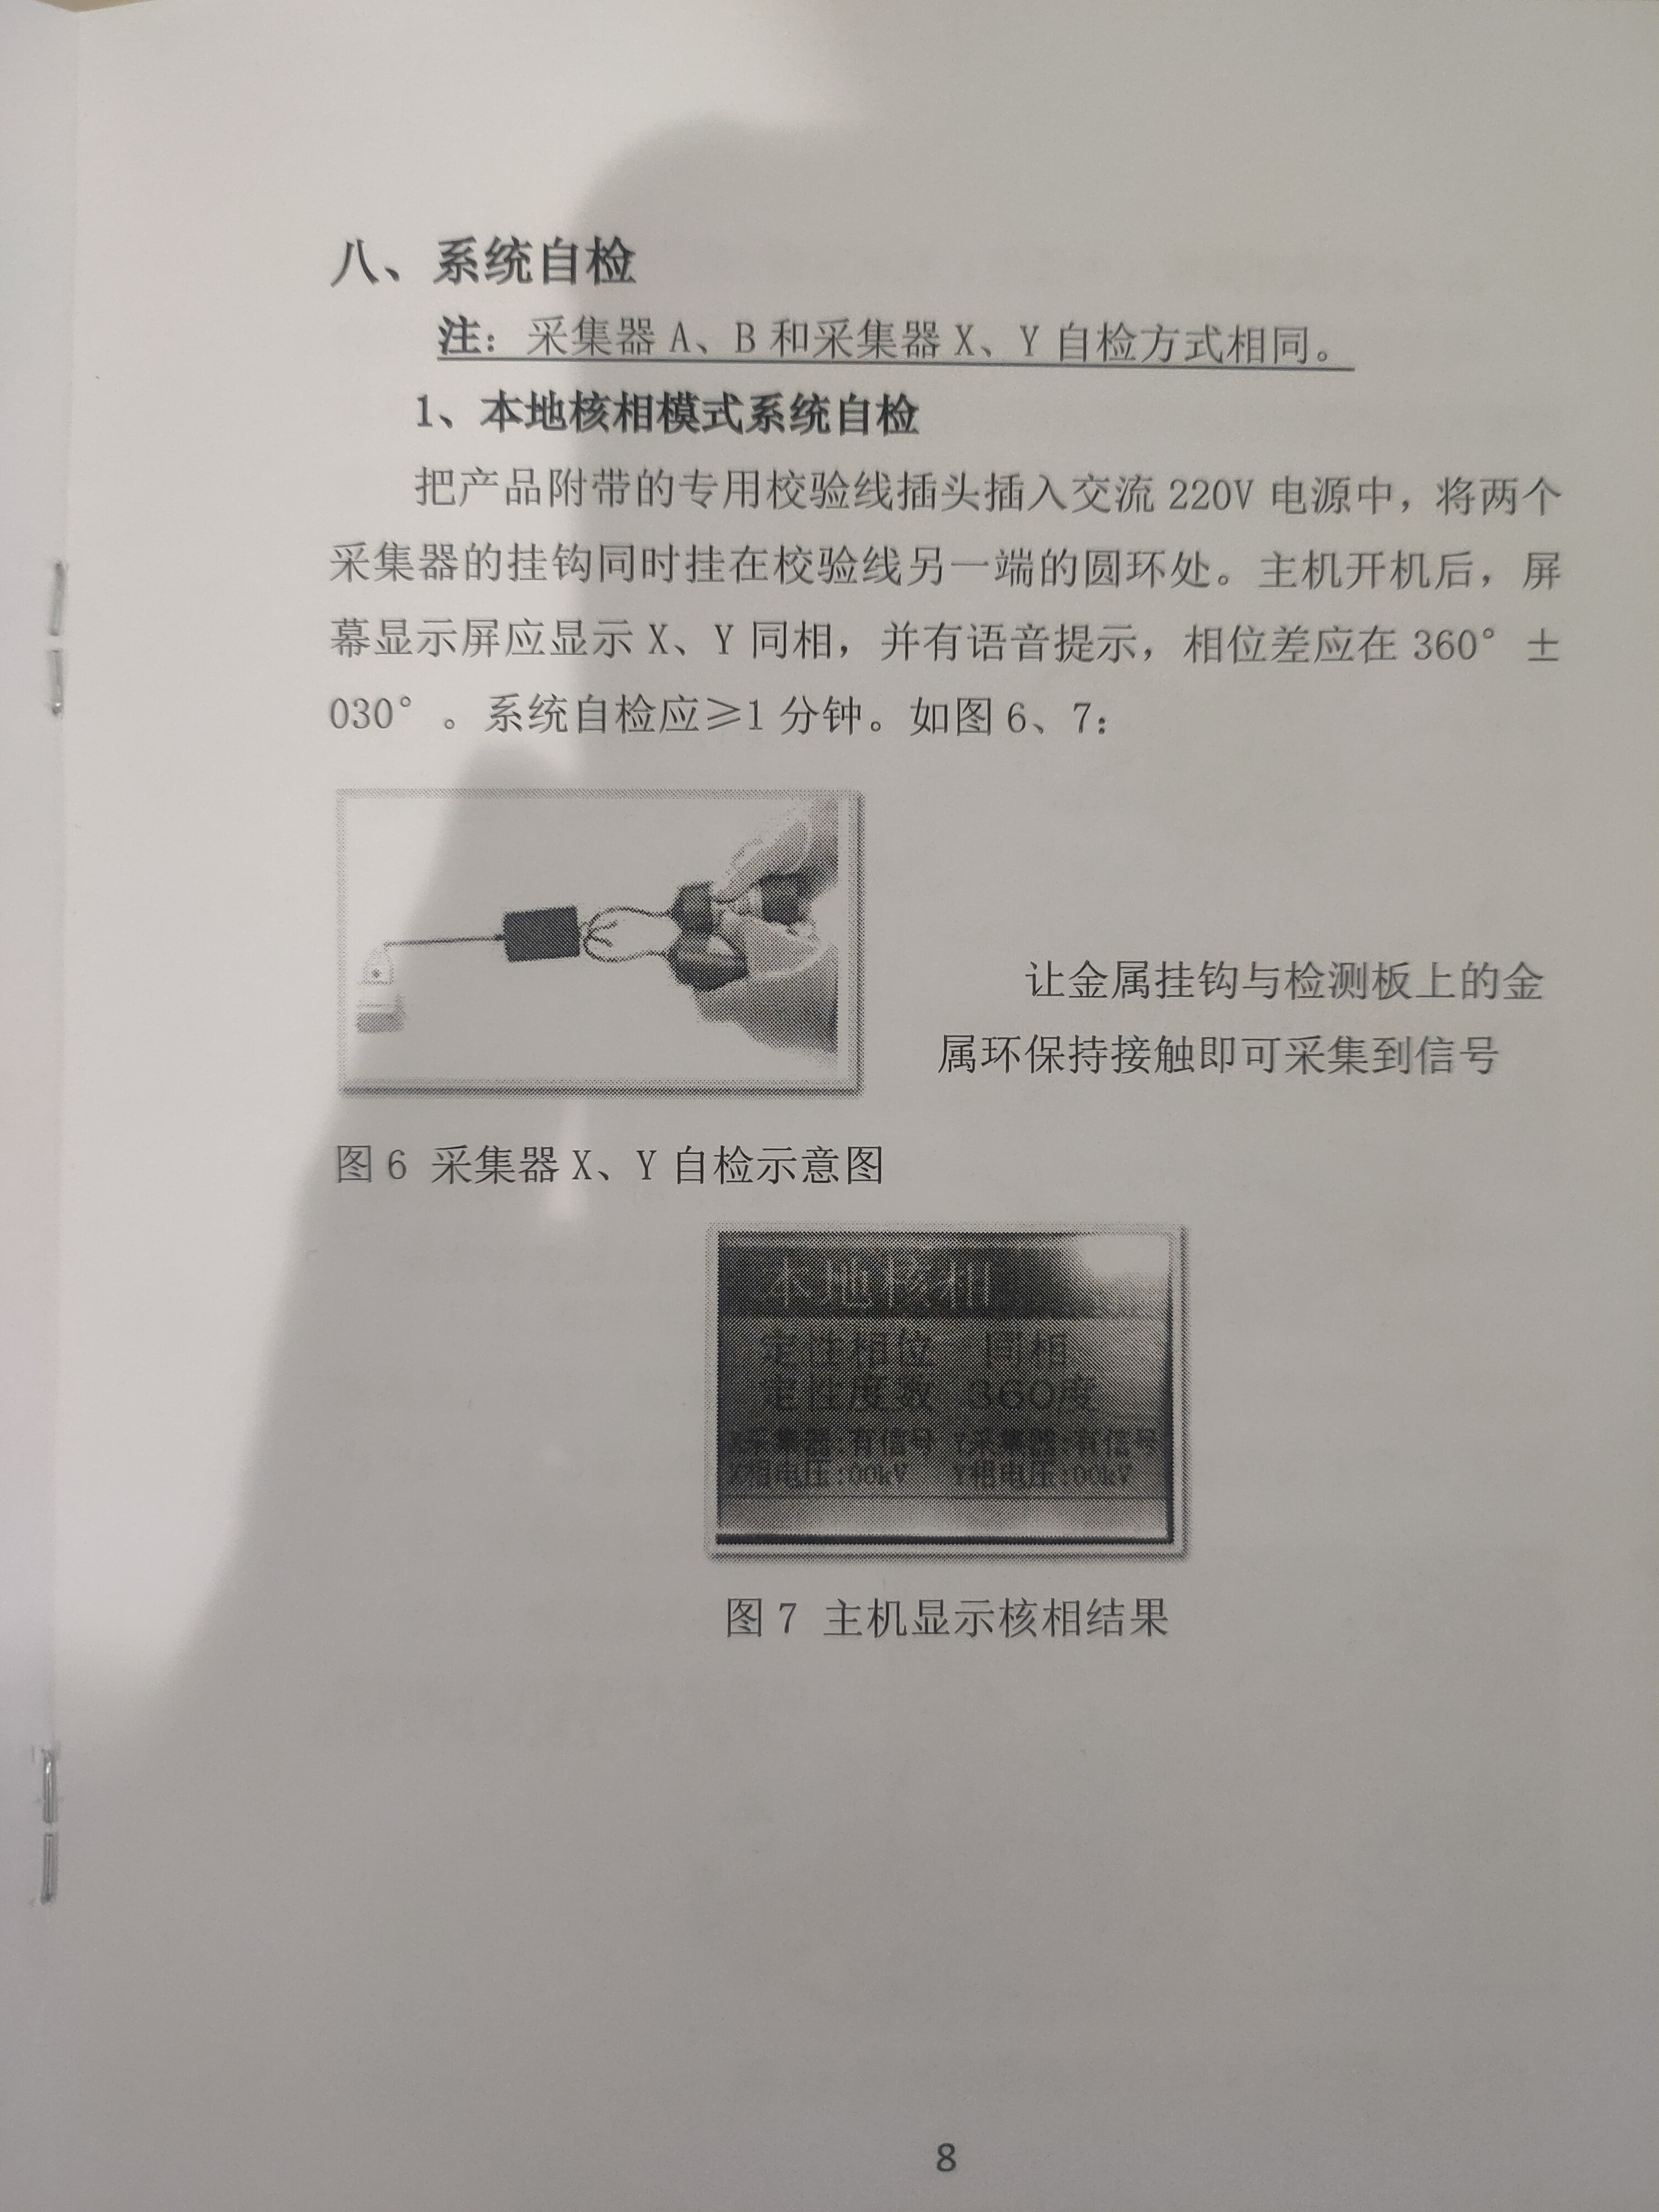 八、系统自检
注：采集器 A、B 和采集器 X、Y 自检方式相同。
1、本地核相模式系统自检
把产品附带的专用校验线插头插入交流 220V 电源中，将两个
采集器的挂钩同时挂在校验线另一端的圆环处。主机开机后，屏
幕显示屏应显示 X、Y 同相，并有语音提示，相位差应在 360° ±
030° 。系统自检应≥1 分钟。如图 6、7：
让金属挂钩与检测板上的金
属环保持接触即可采集到信号
图 6 采集器 X、Y 自检示意图
本地核相
定性相位 同相
定性度数 360度
X采集器:有信号 Y采集器:有信号
X相电压:00kV Y相电压:00kV
图 7 主机显示核相结果
8